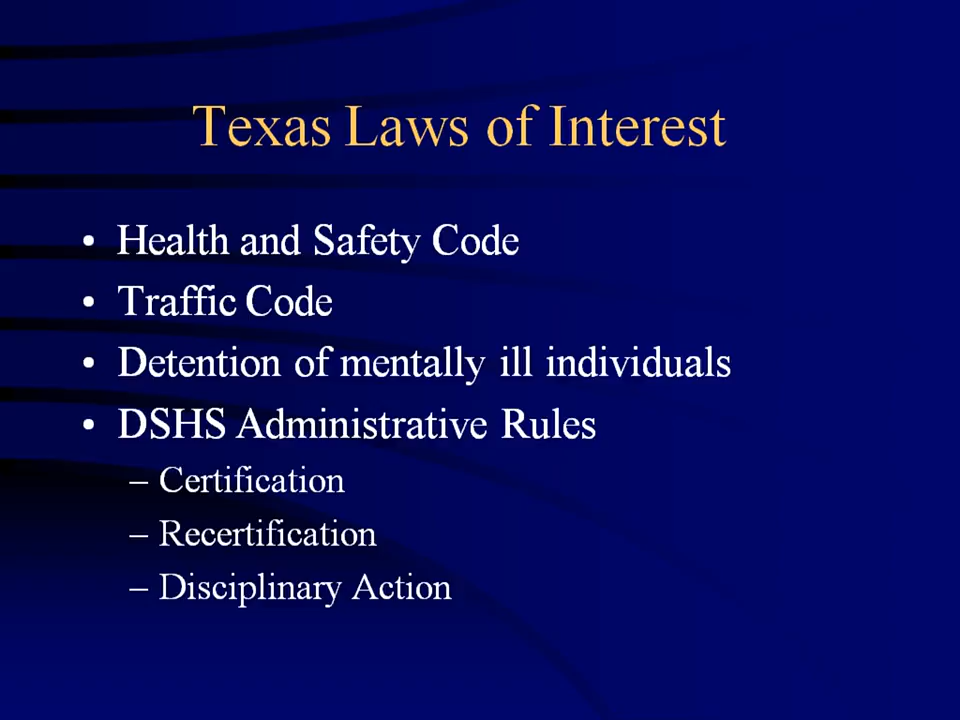 Texas Laws of Interest
• Health and Safety Code
• Traffic Code
• Detention of mentally ill individuals
• DSHS Administrative Rules
– Certification
– Recertification
– Disciplinary Action